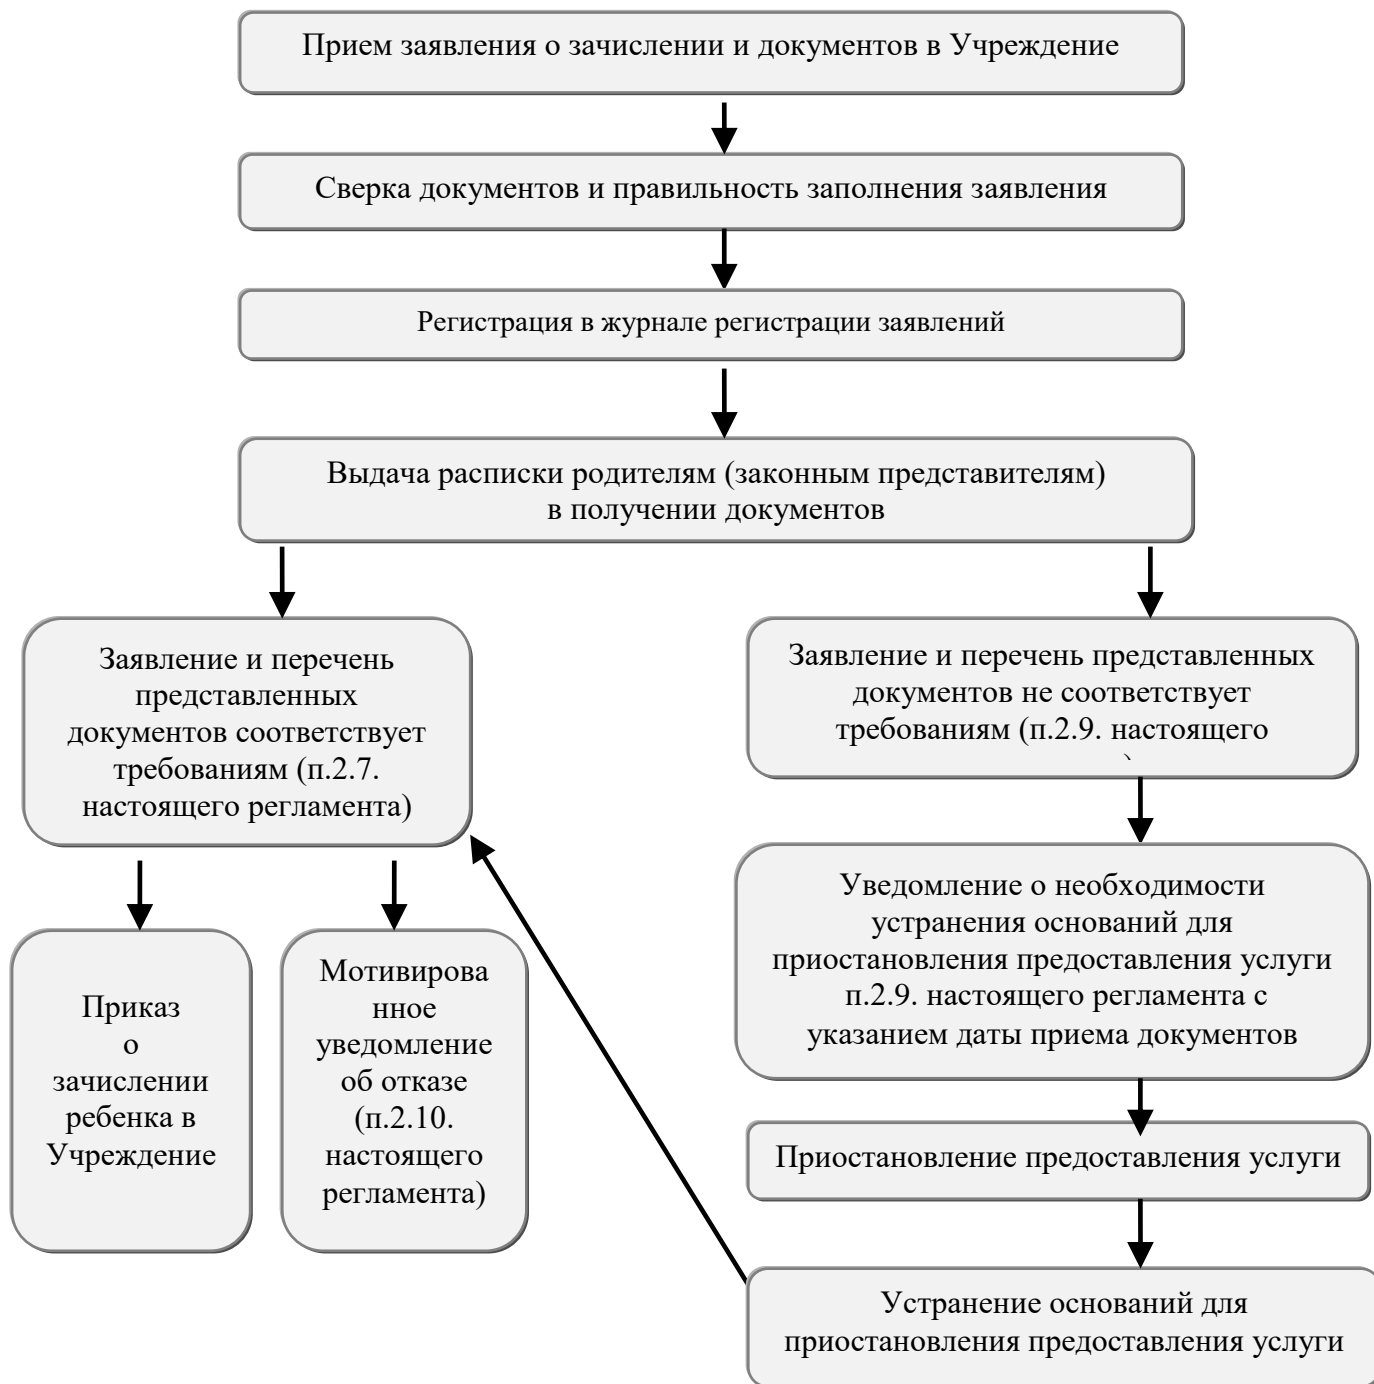 Прием заявления о зачислении и документов в Учреждение
Сверка документов и правильность заполнения заявления
Регистрация в журнале регистрации заявлений
Выдача расписки родителям (законным представителям)
в получении документов
Заявление и перечень
представленных
документов соответствует
требованиям (п.2.7.
настоящего регламента)
Заявление и перечень представленных
документов не соответствует
требованиям (п.2.9. настоящего
Уведомление о необходимости
устранения оснований для
приостановления предоставления услуги
п.2.9. настоящего регламента с
указанием даты приема документов
Приказ
о
зачислении
ребенка в
Учреждение
Мотивирова
нное
уведомление
об отказе
(п.2.10.
настоящего
регламента)
Приостановление предоставления услуги
Устранение оснований для
приостановления предоставления услуги